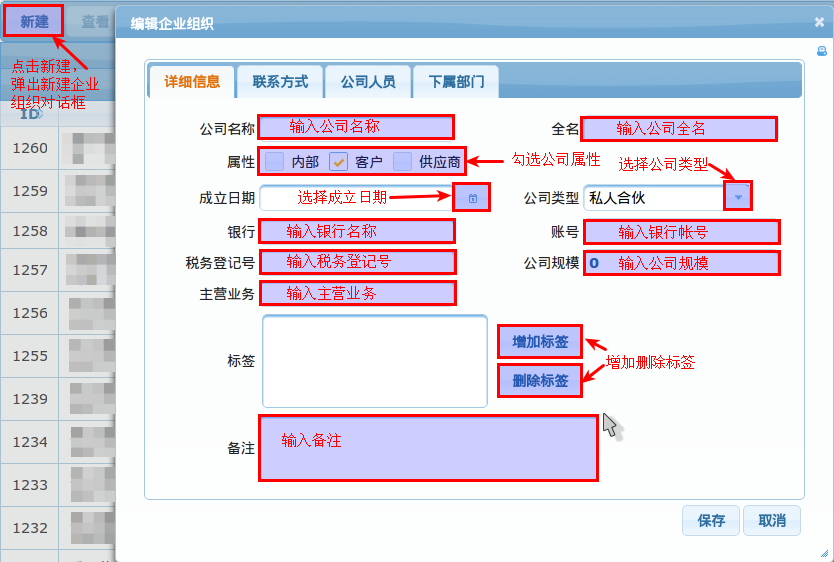 新建 查看 编辑企业组织
点击新建,
弹出新建企业
组织对话框
详细信息 联系方式 公司人员 下属部门
ID
公司名称 输入公司名称 全名 输入公司全名
属性 内部 客户 供应商 勾选公司属性 选择公司类型
成立日期 选择成立日期 公司类型 私人合伙
银行 输入银行名称 账号 输入银行帐号
税务登记号 输入税务登记号 公司规模 0 输入公司规模
主营业务 输入主营业务
标签 增加标签
删除标签
增加删除标签
备注 输入备注
保存 取消
1260
1259
1258
1257
1256
1255
1239
1234
1233
1232